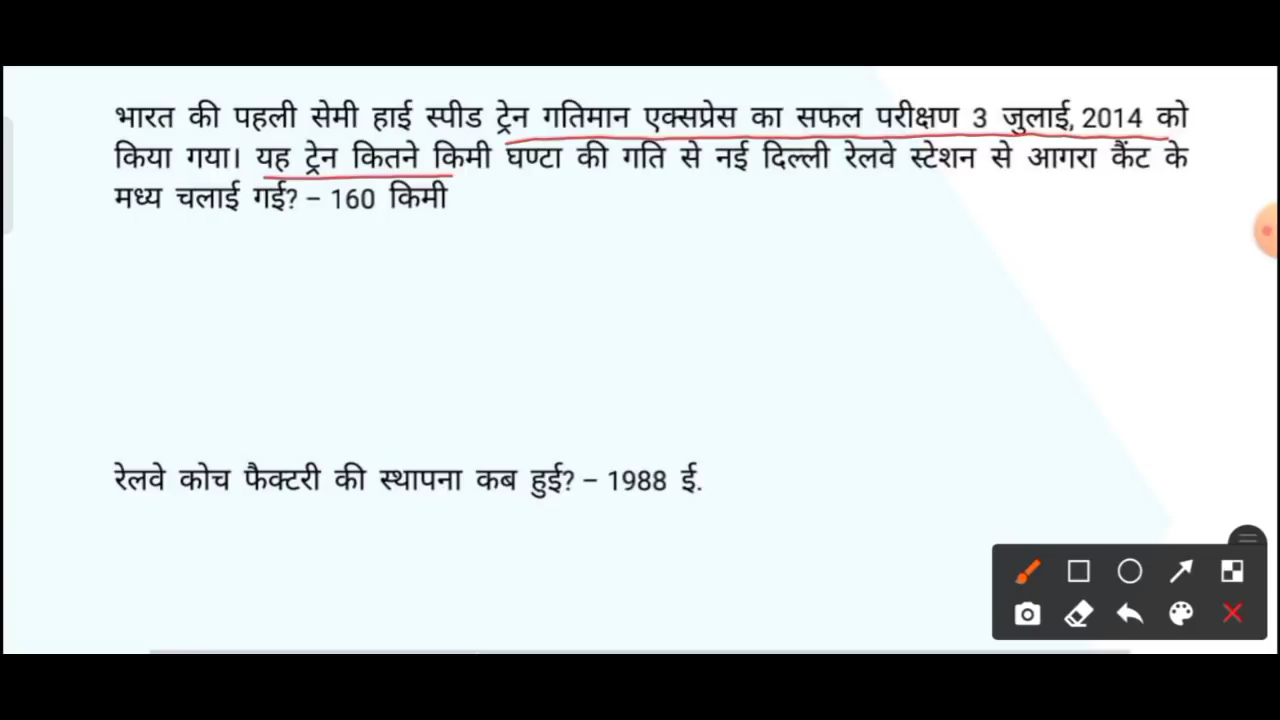 भारत की पहली सेमी हाई स्पीड ट्रेन गतिमान एक्सप्रेस का सफल परीक्षण 3 जुलाई, 2014 को
किया गया। यह ट्रेन कितने किमी घण्टा की गति से नई दिल्ली रेलवे स्टेशन से आगरा कैंट के
मध्य चलाई गई? – 160 किमी
रेलवे कोच फैक्टरी की स्थापना कब हुई? – 1988 ई.